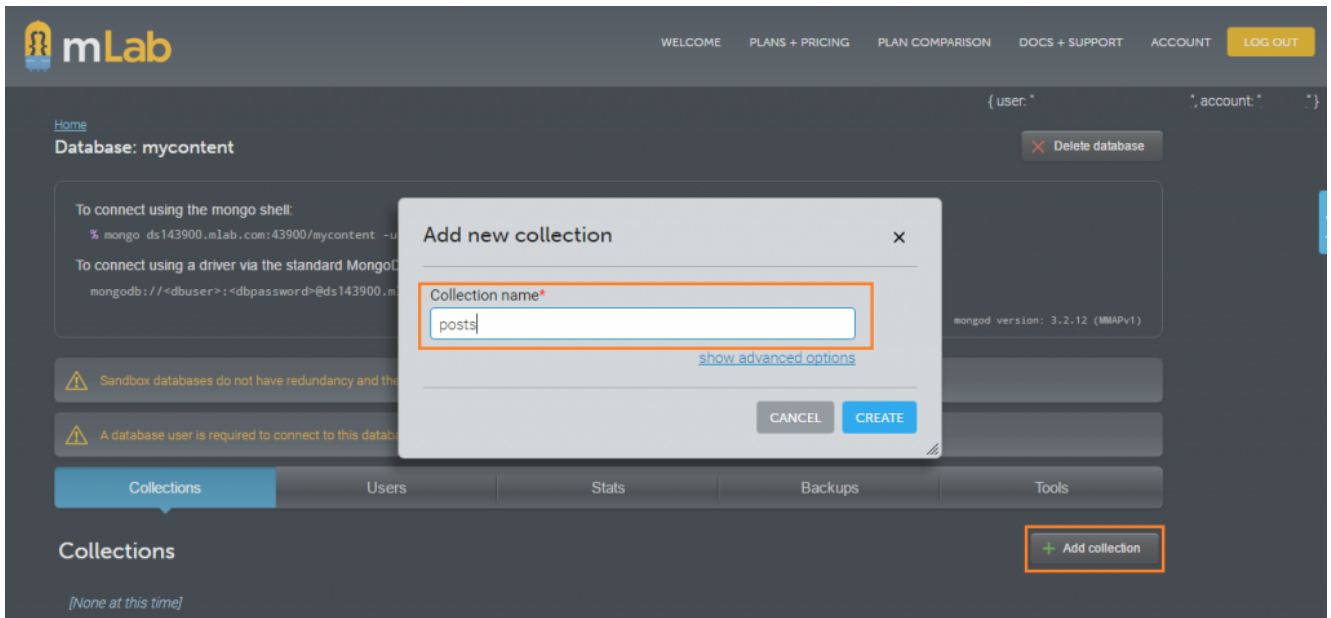 mLab
WELCOME PLANS + PRICING PLAN COMPARISON DOCS + SUPPORT ACCOUNT LOG OUT
{ user: " ", account: " " }
Home
Database: mycontent
Delete database
To connect using the mongo shell:
% mongo ds143900.mlab.com:43900/mycontent -u
To connect using a driver via the standard MongoD
mongodb://<dbuser>:<dbpassword>@ds143900.m
mongod version: 3.2.12 (MMAPv1)
Add new collection ×
Collection name*
posts
show advanced options
CANCEL CREATE
Sandbox databases do not have redundancy and the
A database user is required to connect to this databa
Collections Users Stats Backups Tools
Collections
+ Add collection
[None at this time]